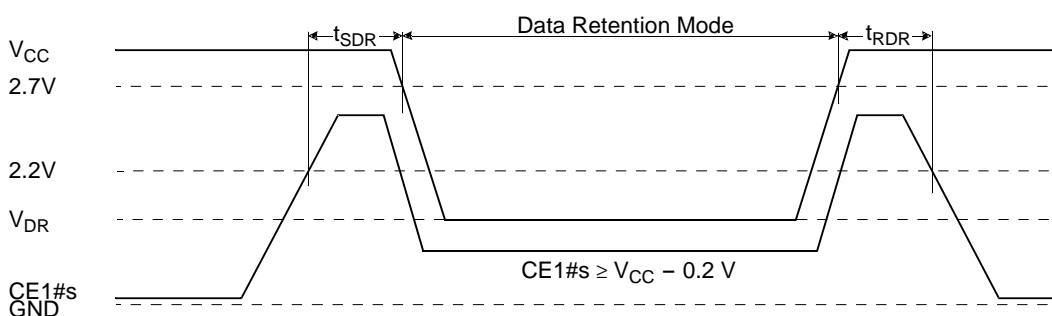 Data Retention Mode
tSDR
tRDR
VCC
2.7V
2.2V
VDR
CE1#s ≥ VCC − 0.2 V
CE1#s
GND